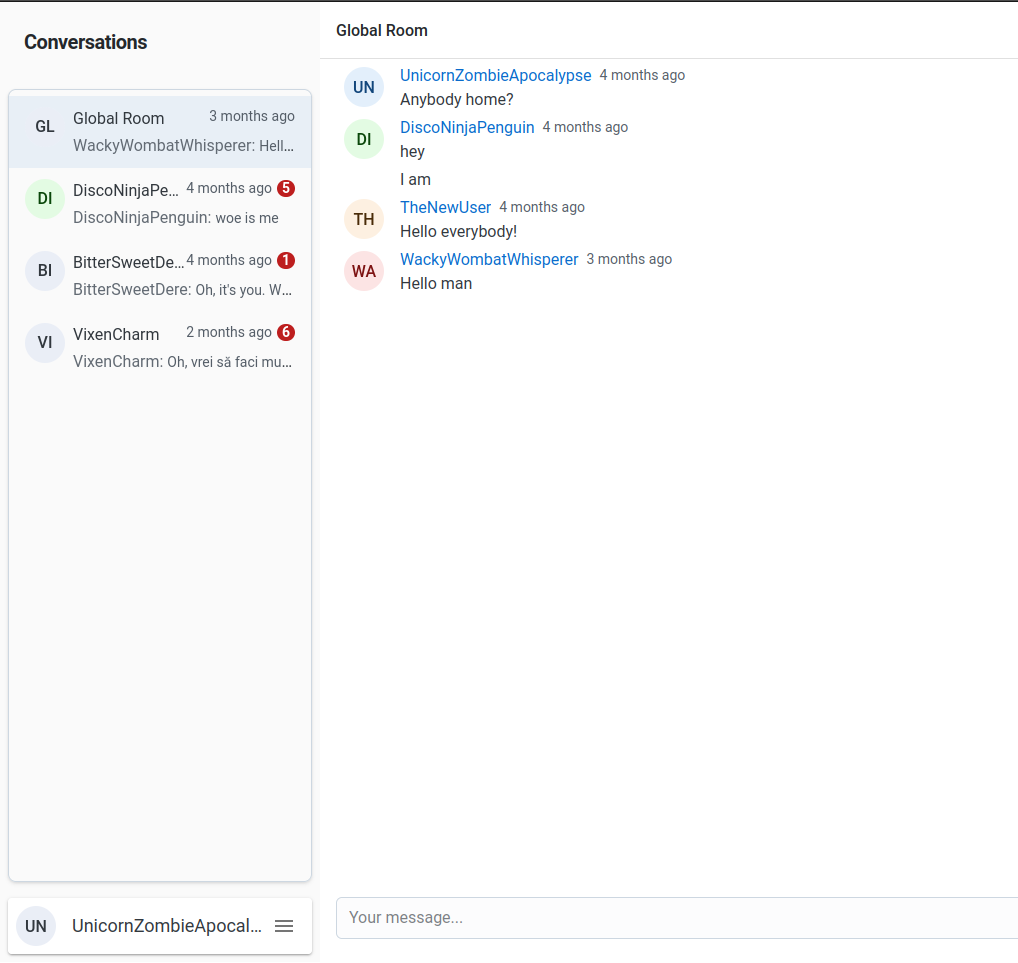 Conversations
GL
Global Room
3 months ago
WackyWombatWhisperer: Hell...
DI
DiscoNinjaPe...
4 months ago
5
DiscoNinjaPenguin: woe is me
BI
BitterSweetDe...
4 months ago
1
BitterSweetDere: Oh, it's you. W...
VI
VixenCharm
2 months ago
6
VixenCharm: Oh, vrei să faci mu...
UN
UnicornZombieApocal...
Global Room
UN
UnicornZombieApocalypse 4 months ago
Anybody home?
DI
DiscoNinjaPenguin 4 months ago
hey
I am
TH
TheNewUser 4 months ago
Hello everybody!
WA
WackyWombatWhisperer 3 months ago
Hello man
Your message...